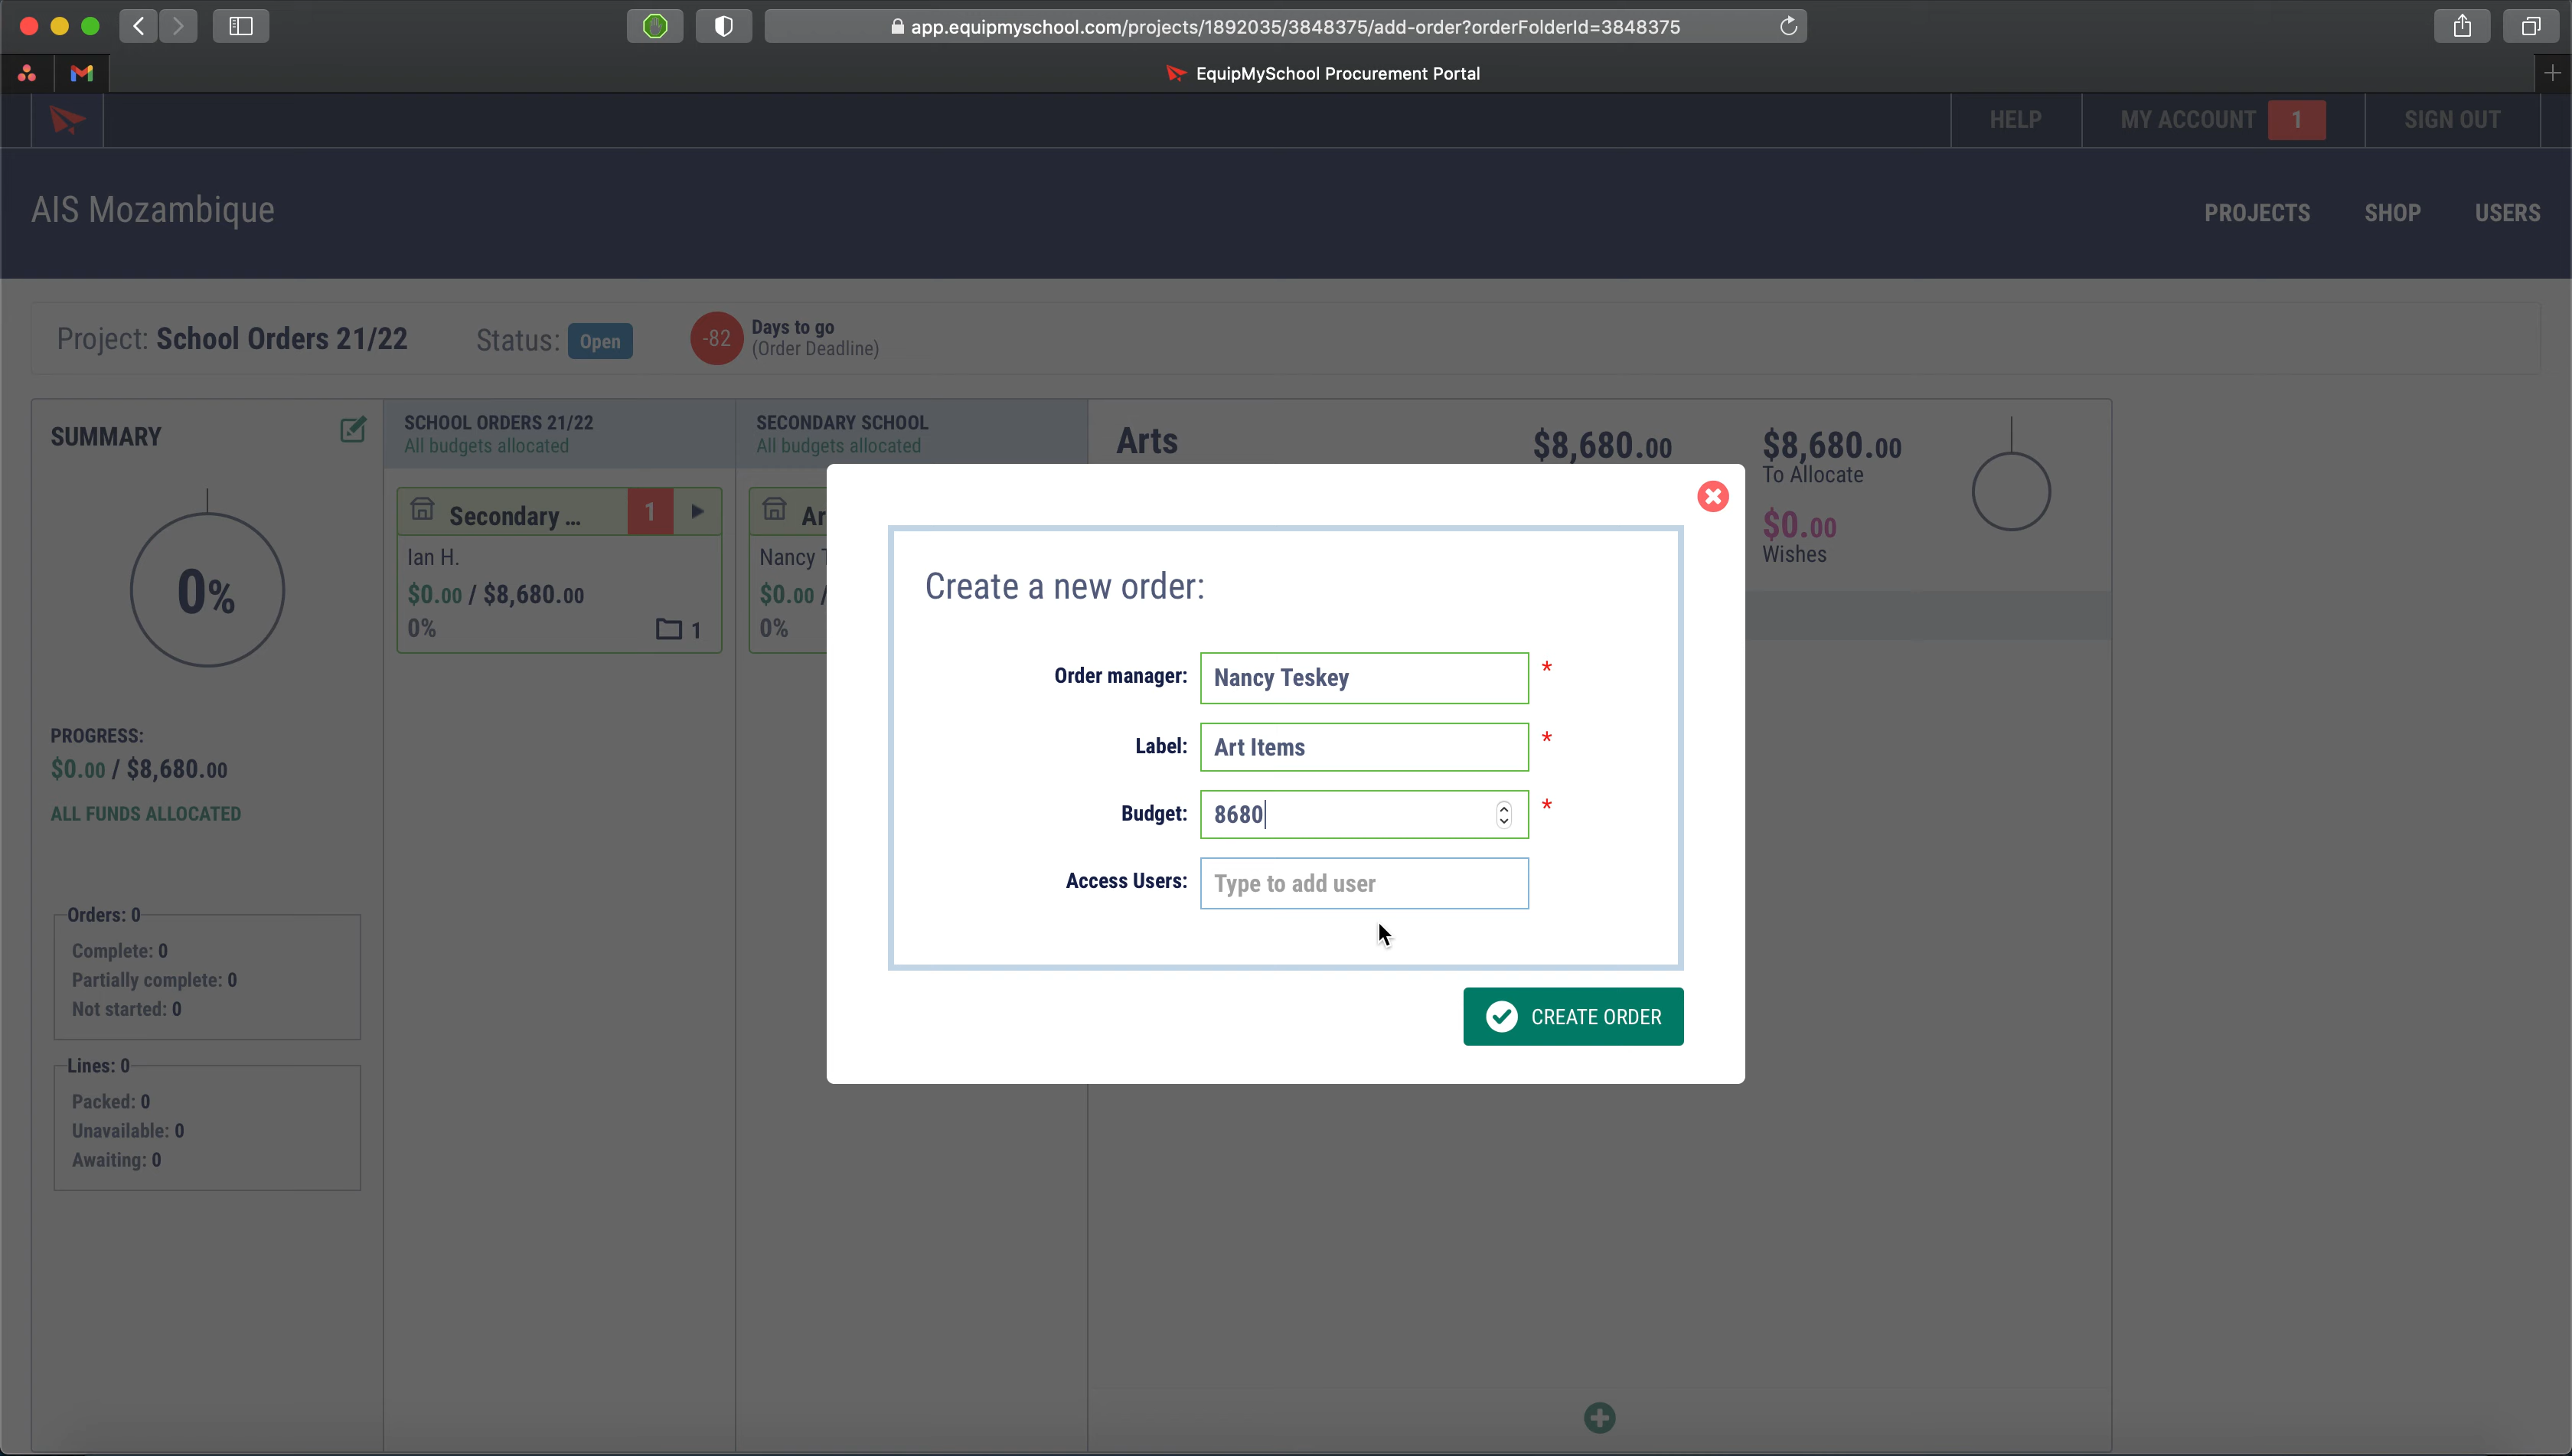 app.equipmyschool.com/projects/1892035/3848375/add-order?orderFolderId=3848375
EquipMySchool Procurement Portal
HELP
MY ACCOUNT 1
SIGN OUT
AIS Mozambique
PROJECTS
SHOP
USERS
Project: School Orders 21/22
Status: Open
-82
Days to go
(Order Deadline)
SUMMARY
0%
PROGRESS:
$0.00 / $8,680.00
ALL FUNDS ALLOCATED
Orders: 0
Complete: 0
Partially complete: 0
Not started: 0
Lines: 0
Packed: 0
Unavailable: 0
Awaiting: 0
SCHOOL ORDERS 21/22
All budgets allocated
Secondary ... 1
Ian H.
$0.00 / $8,680.00
0%
1
SECONDARY SCHOOL
All budgets allocated
Ar
Nancy T
$0.00 /
0%
Arts
$8,680.00
$8,680.00
To Allocate
$0.00
Wishes
Create a new order:
Order manager: Nancy Teskey *
Label: Art Items *
Budget: 8680 *
Access Users: Type to add user
CREATE ORDER